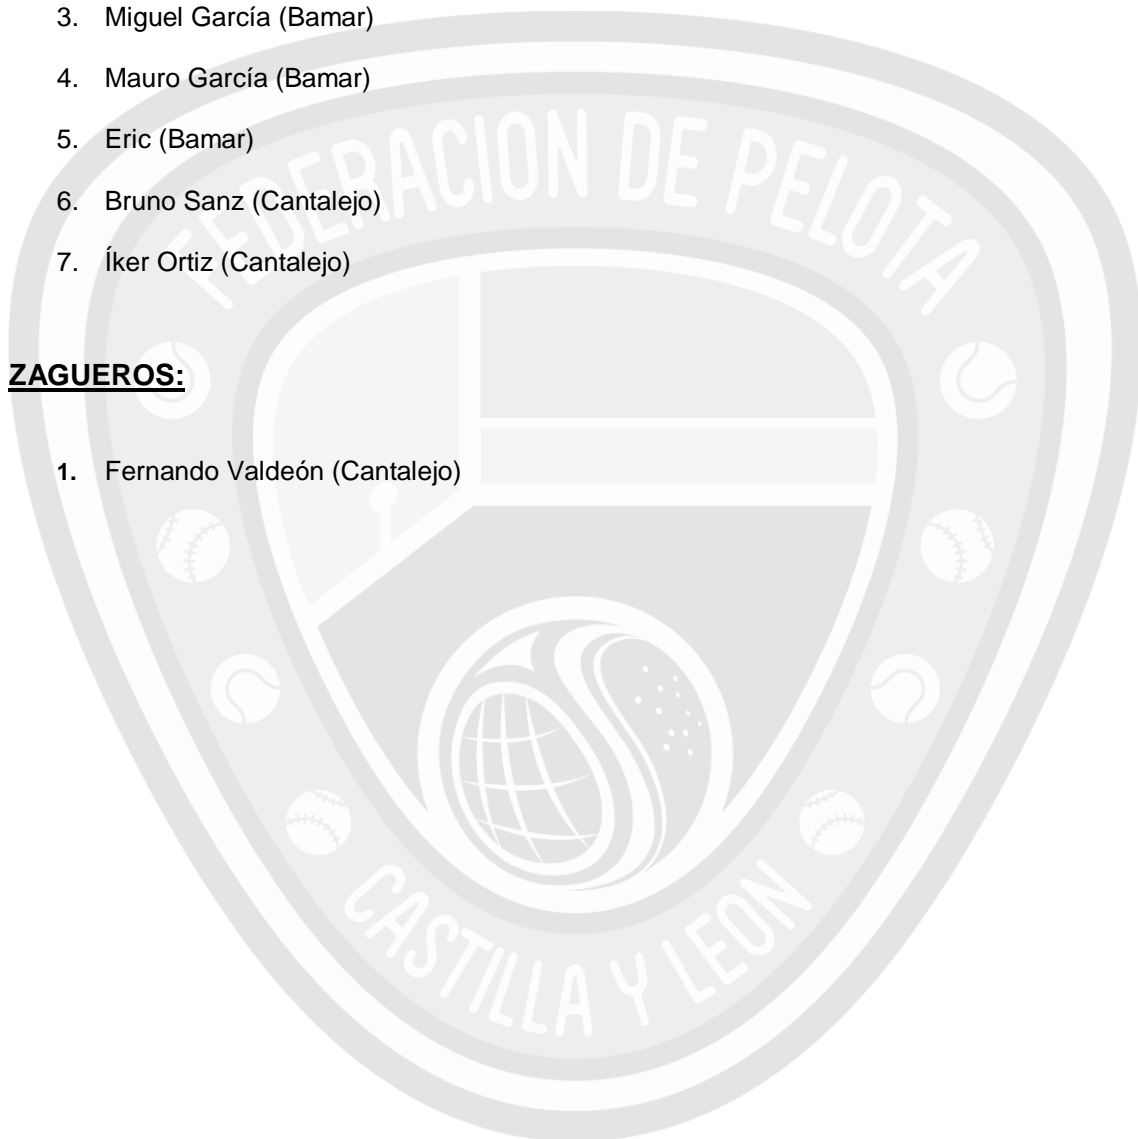 3. Miguel García (Bamar)
4. Mauro García (Bamar)
5. Eric (Bamar)
6. Bruno Sanz (Cantalejo)
7. Íker Ortiz (Cantalejo)
ZAGUEROS:
1. Fernando Valdeón (Cantalejo)
FEDERACION DE PELOTA
CASTILLA Y LEON